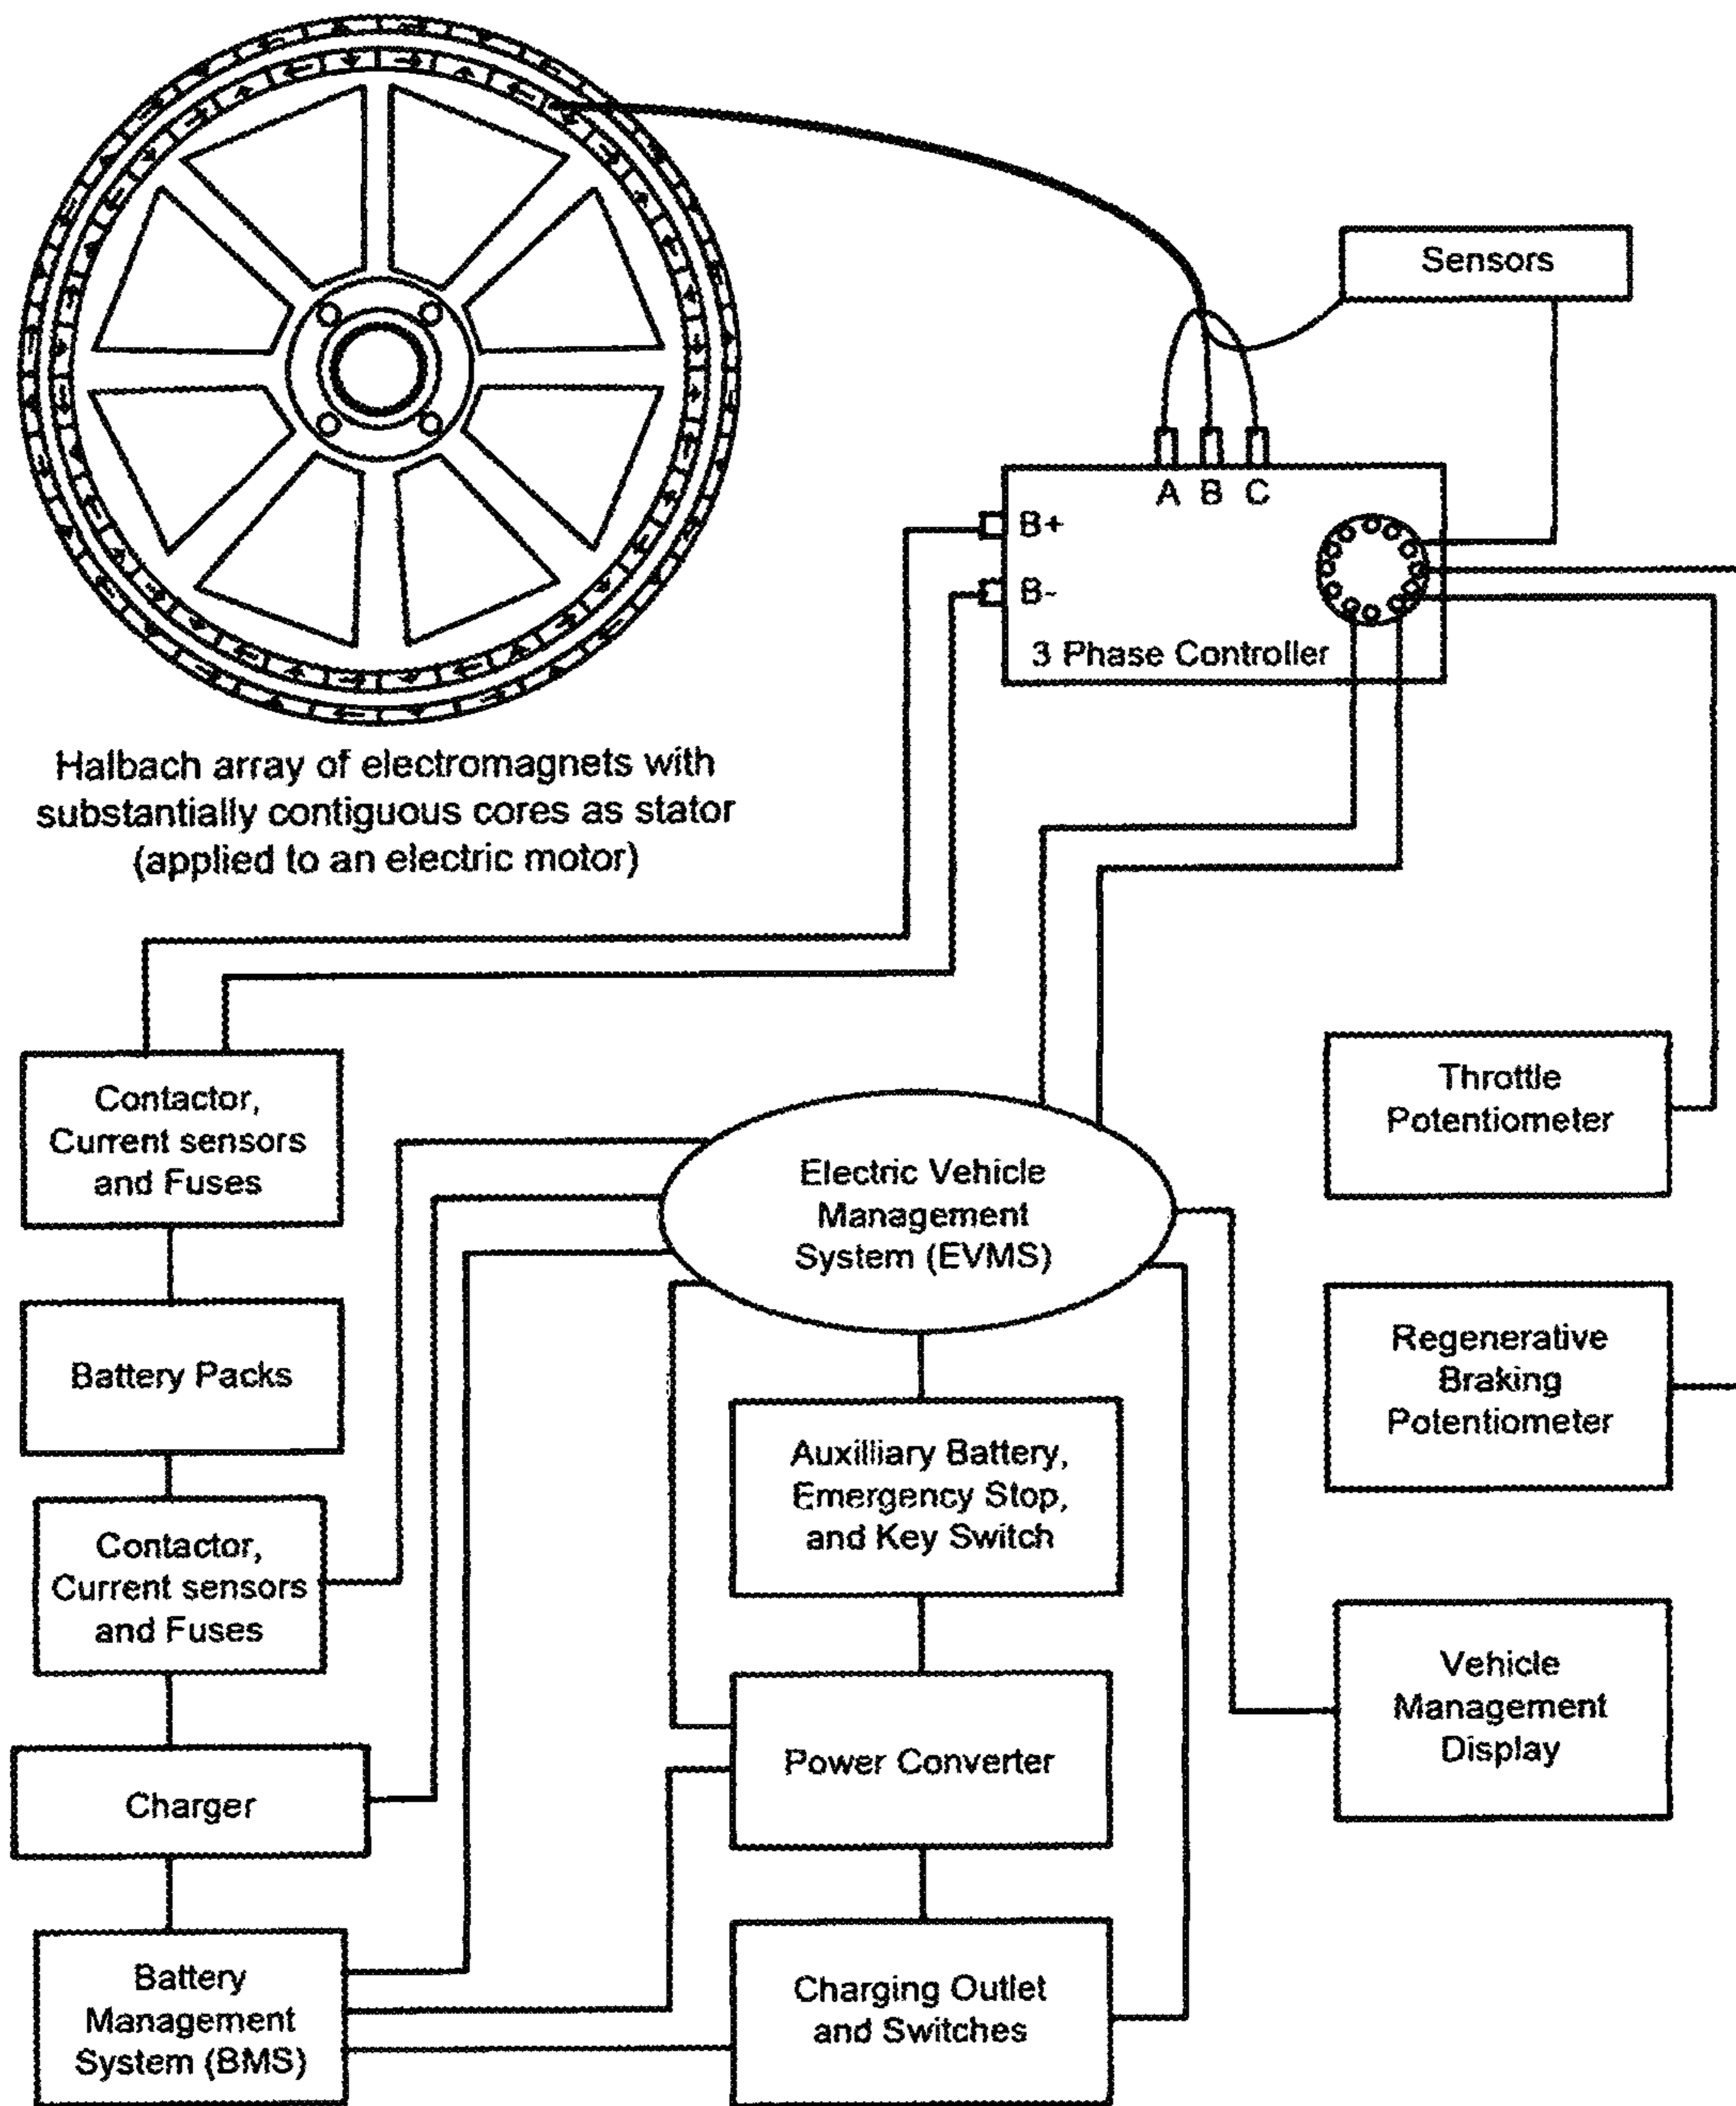 Sensors
A B C
B+
B-
3 Phase Controller
Halbach array of electromagnets with
substantially contiguous cores as stator
(applied to an electric motor)
Contactor,
Current sensors
and Fuses
Throttle
Potentiometer
Electric Vehicle
Management
System (EVMS)
Battery Packs
Regenerative
Braking
Potentiometer
Auxilliary Battery,
Emergency Stop,
and Key Switch
Contactor,
Current sensors
and Fuses
Vehicle
Management
Display
Power Converter
Charger
Battery
Management
System (BMS)
Charging Outlet
and Switches